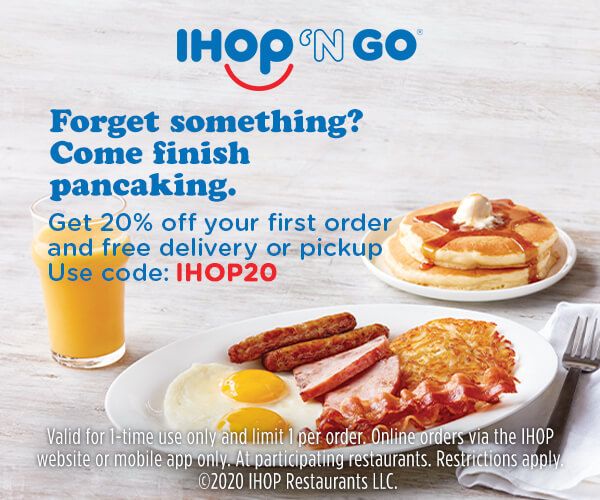 IHOP 'N GO®
Forget something?
Come finish
pancaking.
Get 20% off your first order
and free delivery or pickup
Use code: IHOP20
Valid for 1-time use only and limit 1 per order. Online orders via the IHOP
website or mobile app only. At participating restaurants. Restrictions apply.
©2020 IHOP Restaurants LLC.